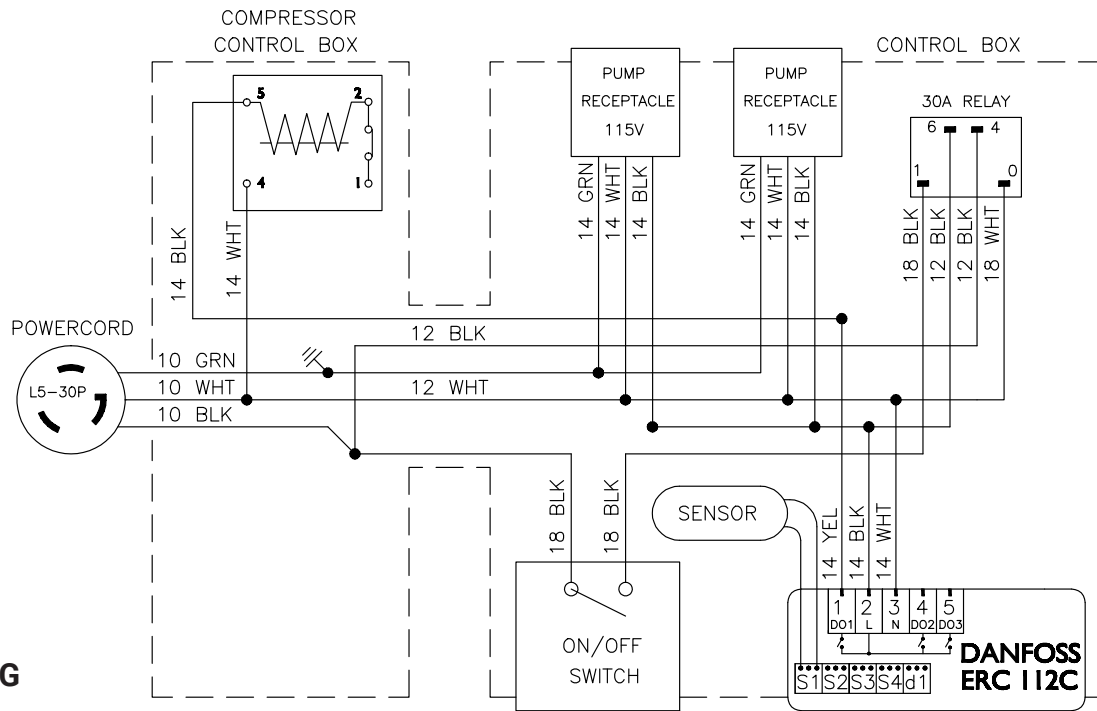 COMPRESSOR
CONTROL BOX
CONTROL BOX
5
2
4
1
PUMP
RECEPTACLE
115V
PUMP
RECEPTACLE
115V
30A RELAY
6
4
1
0
14 BLK
14 WHT
14 GRN
14 WHT
14 BLK
14 GRN
14 WHT
14 BLK
18 BLK
12 BLK
12 BLK
18 WHT
POWERCORD
L5-30P
10 GRN
10 WHT
10 BLK
12 BLK
12 WHT
18 BLK
18 BLK
SENSOR
14 YEL
14 BLK
14 WHT
ON/OFF
SWITCH
1 2 3 4 5
DO1 L N DO2 DO3
S1 S2 S3 S4 d1
DANFOSS
ERC 112C
G